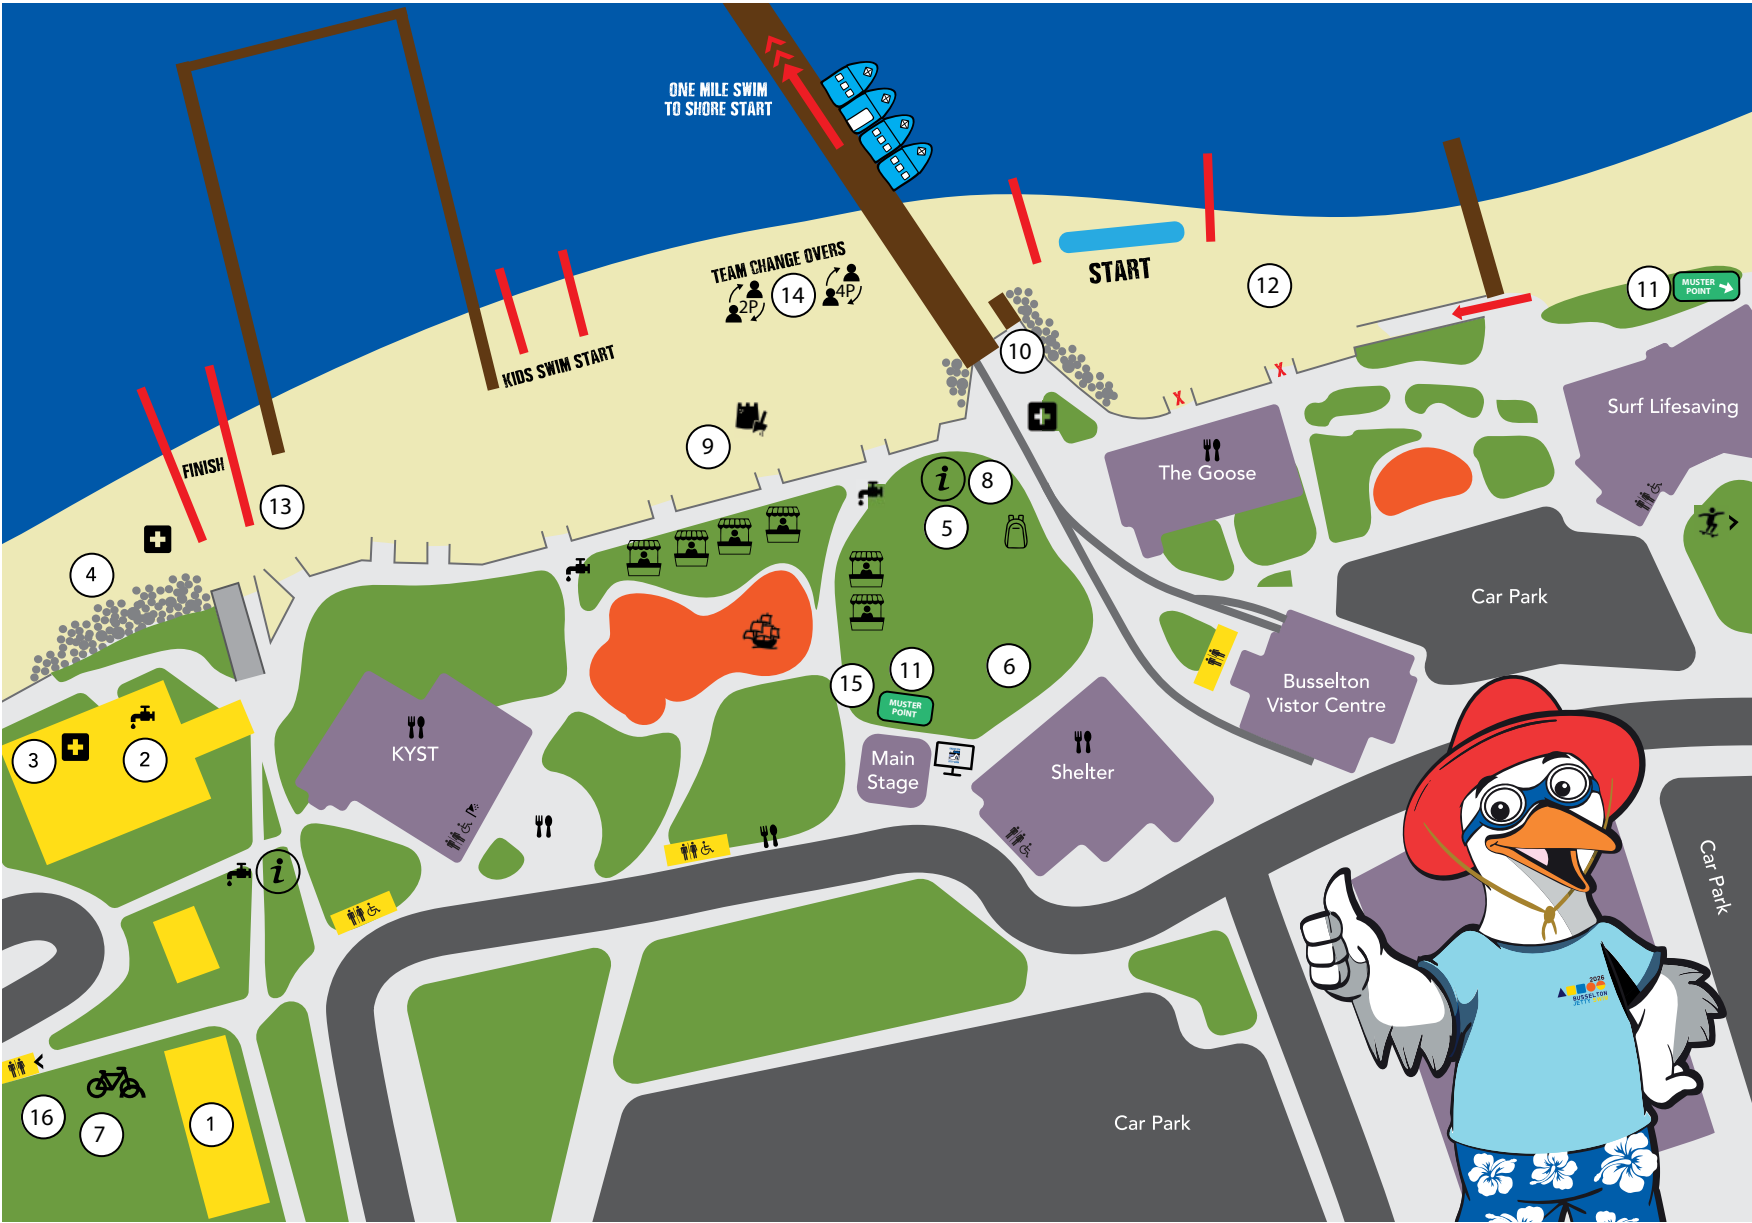 ONE MILE SWIM
TO SHORE START
TEAM CHANGE OVERS
2P
14
4P
START
12
11
MUSTER
POINT
10
KIDS SWIM START
Surf Lifesaving
FINISH
9
The Goose
13
i
8
5
4
Car Park
15
11
6
MUSTER
POINT
Busselton
Vistor Centre
3
2
KYST
Main
Stage
Shelter
i
Car Park
2026
BUSSELTON
JETTY
16
7
1
Car Park
X
X